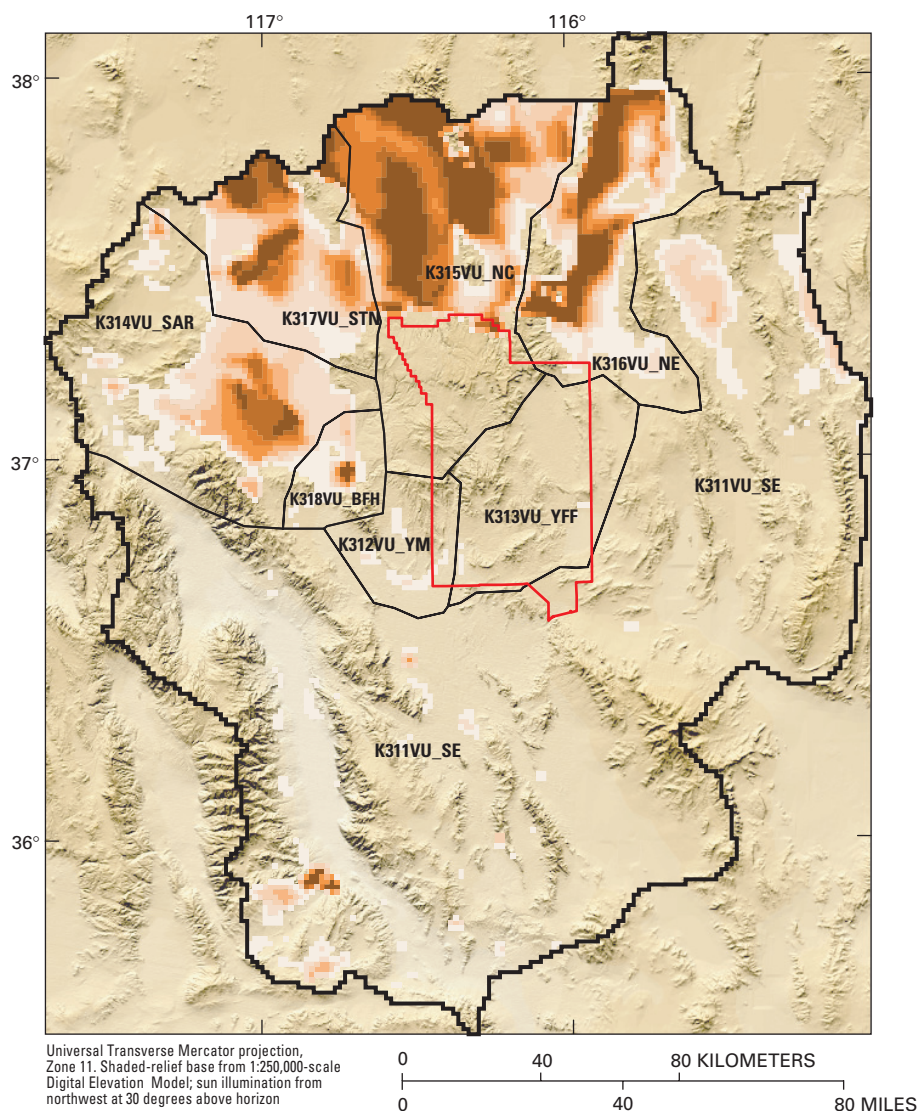 117°
116°
38°
K315VU_NC
K314VU_SAR
K317VU_STN
K316VU_NE
37°
K311VU_SE
K318VU_BFH
K313VU_YFF
K312VU_YM
K311VU_SE
36°
Universal Transverse Mercator projection,
Zone 11. Shaded-relief base from 1:250,000-scale
Digital Elevation Model; sun illumination from
northwest at 30 degrees above horizon
0 40 80 KILOMETERS
0 40 80 MILES